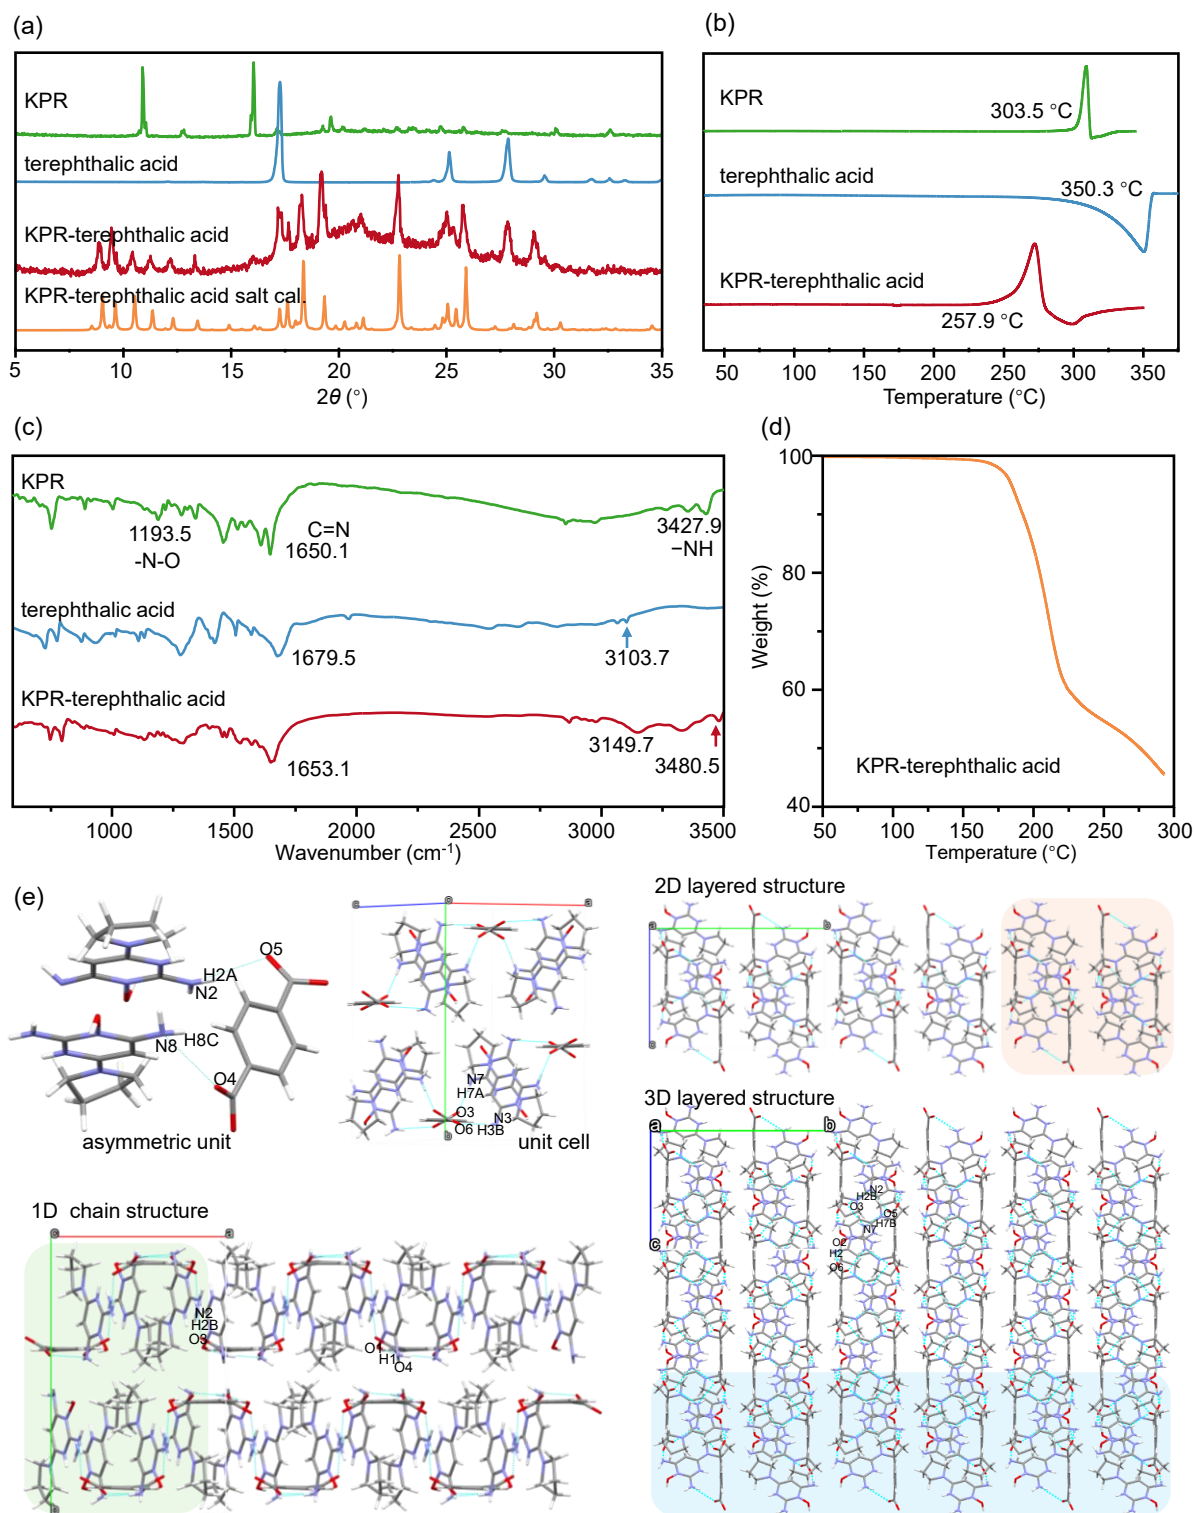 (a)
KPR
terephthalic acid
KPR-terephthalic acid
KPR-terephthalic acid salt cal.
5 10 15 20 25 30 35
2θ (°)
(b)
KPR
303.5 °C
terephthalic acid
350.3 °C
KPR-terephthalic acid
257.9 °C
50 100 150 200 250 300 350
Temperature (°C)
(c)
KPR
1193.5
-N-O
C=N
1650.1
3427.9
−NH
terephthalic acid
1679.5
3103.7
KPR-terephthalic acid
1653.1
3149.7
3480.5
1000 1500 2000 2500 3000 3500
Wavenumber (cm-1)
(d)
100
80
60
40
Weight (%)
KPR-terephthalic acid
50 100 150 200 250 300
Temperature (°C)
(e)
O5
H2A
N2
H8C
N8
O4
asymmetric unit
a
N7
H7A
O3
N3
O6 H3B
unit cell
2D layered structure
3D layered structure
a b
c
N2
H2B
O3
O5
H7B
N7
O2
H2
O6
1D chain structure
a
N2
H2B
O3
O1
H1
O4